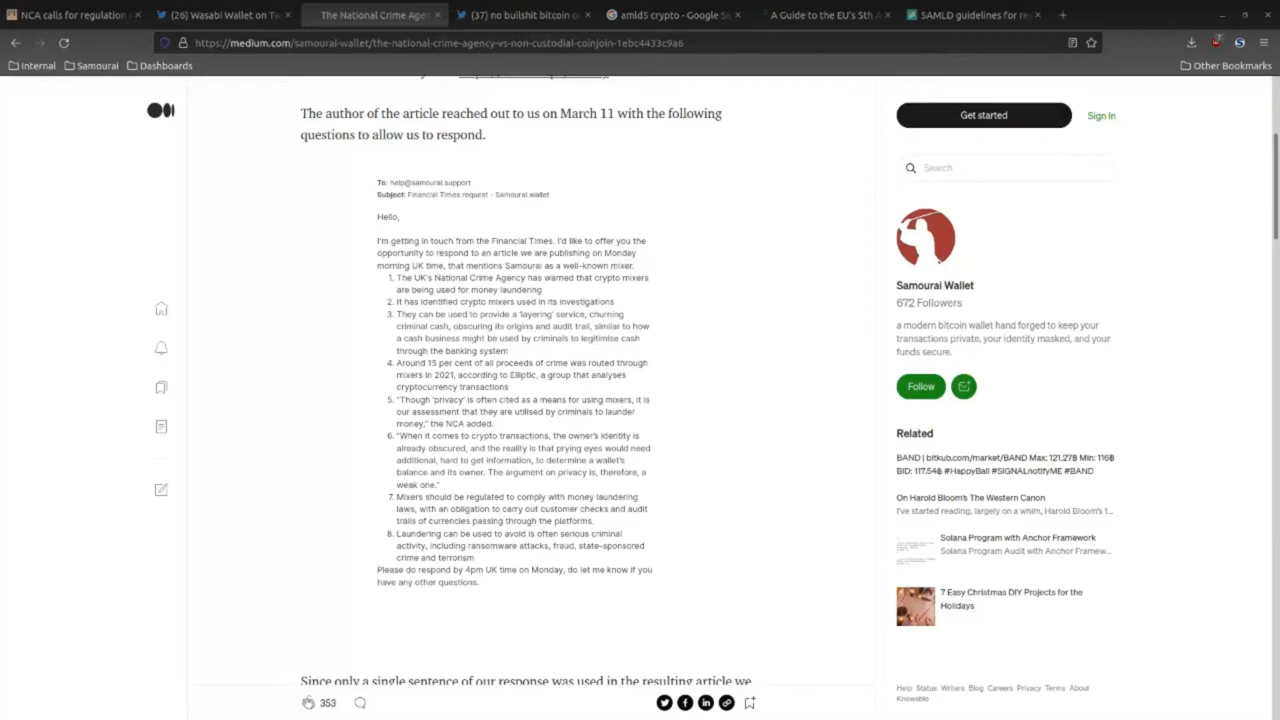 NCA calls for regulation
(26) Wasabi Wallet on Tw
The National Crime Agen
(37) no bullshit bitcoin o
amld5 crypto - Google Se
A Guide to the EU's 5th A
5AMLD guidelines for re
https://medium.com/samourai-wallet/the-national-crime-agency-vs-non-custodial-coinjoin-1ebc4433c9a6
Internal
Samourai
Dashboards
Other Bookmarks
The author of the article reached out to us on March 11 with the following
questions to allow us to respond.
To: help@samourai.support
Subject: Financial Times request - Samourai wallet
Hello,
I'm getting in touch from the Financial Times. I'd like to offer you the
opportunity to respond to an article we are publishing on Monday
morning UK time, that mentions Samourai as a well-known mixer.
1. The UK's National Crime Agency has warned that crypto mixers
are being used for money laundering
2. It has identified crypto mixers used in its investigations
3. They can be used to provide a 'layering' service, churning
criminal cash, obscuring its origins and audit trail, similar to how
a cash business might be used by criminals to legitimise cash
through the banking system
4. Around 15 per cent of all proceeds of crime was routed through
mixers in 2021, according to Elliptic, a group that analyses
cryptocurrency transactions
5. "Though 'privacy' is often cited as a means for using mixers, it is
our assessment that they are utilised by criminals to launder
money," the NCA added.
6. "When it comes to crypto transactions, the owner's identity is
already obscured, and the reality is that prying eyes would need
additional, hard to get information, to determine a wallet's
balance and its owner. The argument on privacy is, therefore, a
weak one."
7. Mixers should be regulated to comply with money laundering
laws, with an obligation to carry out customer checks and audit
trails of currencies passing through the platforms.
8. Laundering can be used to avoid is often serious criminal
activity, including ransomware attacks, fraud, state-sponsored
crime and terrorism
Please do respond by 4pm UK time on Monday, do let me know if you
have any other questions.
Since only a single sentence of our response was used in the resulting article we
353
Get started
Sign In
Search
Samourai Wallet
672 Followers
a modern bitcoin wallet hand forged to keep your
transactions private, your identity masked, and your
funds secure.
Follow
Related
BAND | bitkub.com/market/BAND Max: 121.27฿ Min: 116฿
BID: 117.54฿ #HappyBall #SIGNALnotifyME #BAND
On Harold Bloom's The Western Canon
I've started reading, largely on a whim, Harold Bloom's 1...
Solana Program with Anchor Framework
Solana Program Audit with Anchor Framew...
7 Easy Christmas DIY Projects for the
Holidays
Help Status Writers Blog Careers Privacy Terms About
Knowable